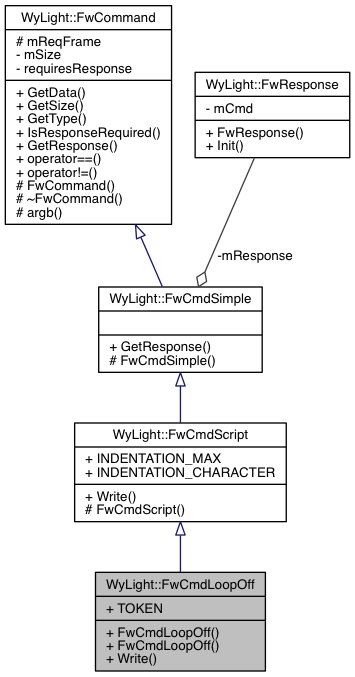 WyLight::FwCommand
# mReqFrame
- mSize
- requiresResponse
+ GetData()
+ GetSize()
+ GetType()
+ IsResponseRequired()
+ GetResponse()
+ operator==()
+ operator!=()
# FwCommand()
# ~FwCommand()
# argb()
WyLight::FwResponse
- mCmd
+ FwResponse()
+ Init()
-mResponse
WyLight::FwCmdSimple
+ GetResponse()
# FwCmdSimple()
WyLight::FwCmdScript
+ INDENTATION_MAX
+ INDENTATION_CHARACTER
+ Write()
# FwCmdScript()
WyLight::FwCmdLoopOff
+ TOKEN
+ FwCmdLoopOff()
+ FwCmdLoopOff()
+ Write()